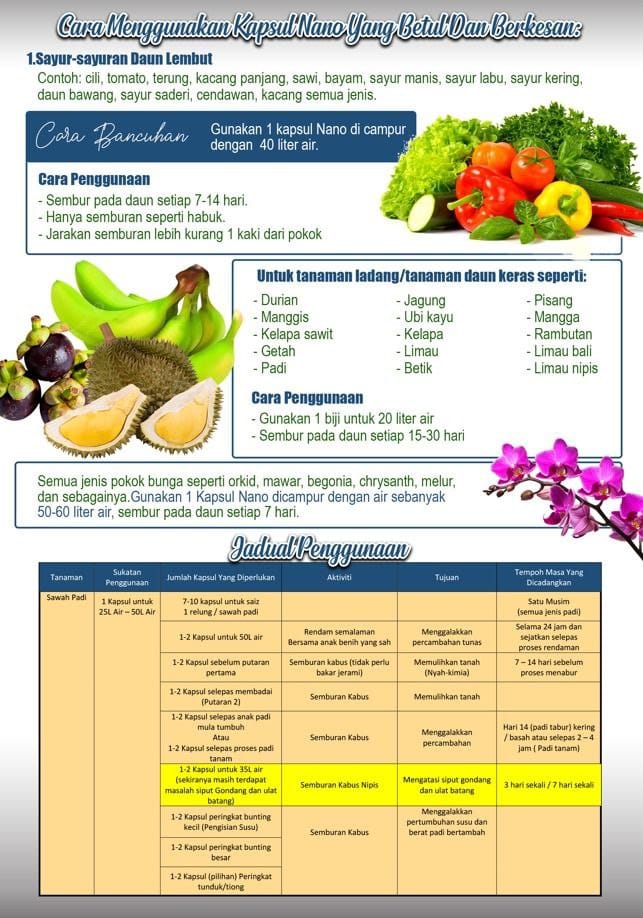 Cara Menggunakan Kapsul Nano Yang Betul Dan Berkesan:
1.Sayur-sayuran Daun Lembut
Contoh: cili, tomato, terung, kacang panjang, sawi, bayam, sayur manis, sayur labu, sayur kering,
daun bawang, sayur saderi, cendawan, kacang semua jenis.
Cara Bancuhan
Gunakan 1 kapsul Nano di campur
dengan 40 liter air.
Cara Penggunaan
- Sembur pada daun setiap 7-14 hari.
- Hanya semburan seperti habuk.
- Jarakan semburan lebih kurang 1 kaki dari pokok
Untuk tanaman ladang/tanaman daun keras seperti:
- Durian - Jagung - Pisang
- Manggis - Ubi kayu - Mangga
- Kelapa sawit - Kelapa - Rambutan
- Getah - Limau - Limau bali
- Padi - Betik - Limau nipis
Cara Penggunaan
- Gunakan 1 biji untuk 20 liter air
- Sembur pada daun setiap 15-30 hari
Semua jenis pokok bunga seperti orkid, mawar, begonia, chrysanth, melur,
dan sebagainya.Gunakan 1 Kapsul Nano dicampur dengan air sebanyak
50-60 liter air, sembur pada daun setiap 7 hari.
Jadual Penggunaan
Tanaman
Sukatan
Penggunaan
Jumlah Kapsul Yang Diperlukan
Aktiviti
Tujuan
Tempoh Masa Yang
Dicadangkan
Sawah Padi
1 Kapsul untuk
25L Air – 50L Air
7-10 kapsul untuk saiz
1 relung / sawah padi
Satu Musim
(semua jenis padi)
1-2 Kapsul untuk 50L air
Rendam semalaman
Bersama anak benih yang sah
Menggalakkan
percambahan tunas
Selama 24 jam dan
sejatkan selepas
proses rendaman
1-2 Kapsul sebelum putaran
pertama
Semburan kabus (tidak perlu
bakar jerami)
Memulihkan tanah
(Nyah-kimia)
7 – 14 hari sebelum
proses menabur
1-2 Kapsul selepas membadai
(Putaran 2)
Semburan Kabus
Memulihkan tanah
1-2 Kapsul selepas anak padi
mula tumbuh
Atau
1-2 Kapsul selepas proses padi
tanam
Semburan Kabus
Menggalakkan
percambahan
Hari 14 (padi tabur) kering
/ basah atau selepas 2 – 4
jam ( Padi tanam)
1-2 Kapsul untuk 35L air
(sekiranya masih terdapat
masalah siput Gondang dan ulat
batang)
Semburan Kabus Nipis
Mengatasi siput gondang
dan ulat batang
3 hari sekali / 7 hari sekali
1-2 Kapsul peringkat bunting
kecil (Pengisian Susu)
Semburan Kabus
Menggalakkan
pertumbuhan susu dan
berat padi bertambah
1-2 Kapsul peringkat bunting
besar
1-2 Kapsul (pilihan) Peringkat
tunduk/tiong